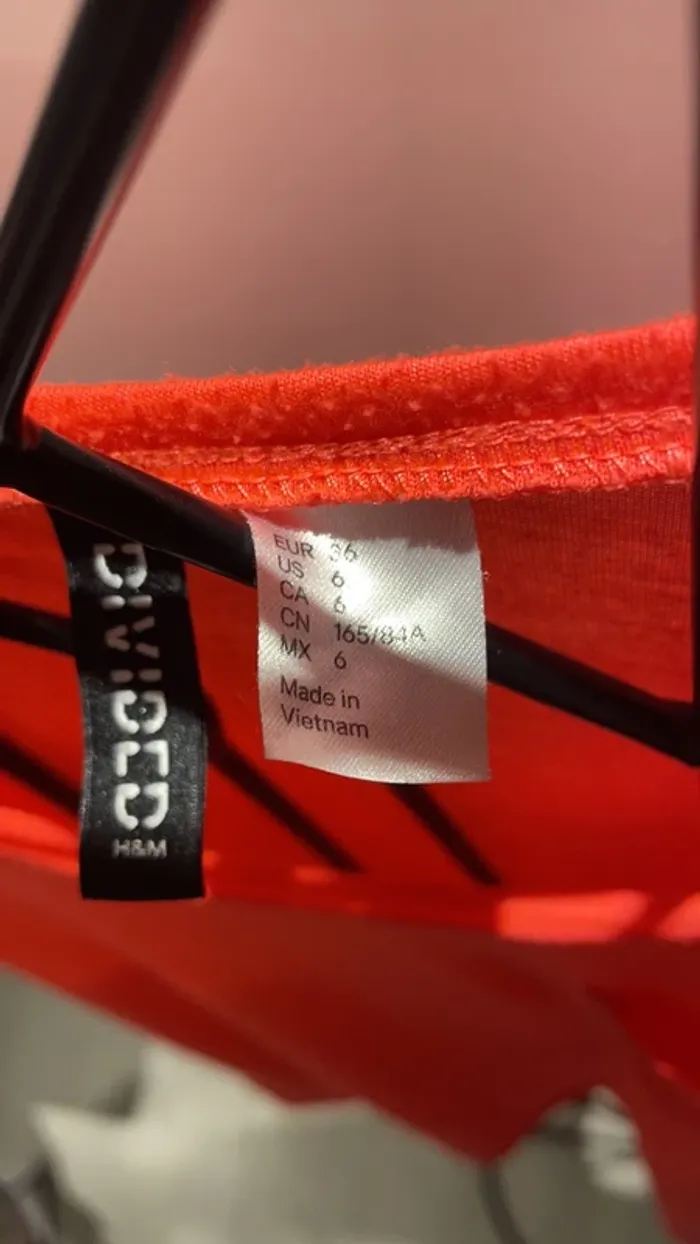 DIVIDED
H&M
EUR 36
US 6
CA 6
CN 165/84A
MX 6
Made in
Vietnam